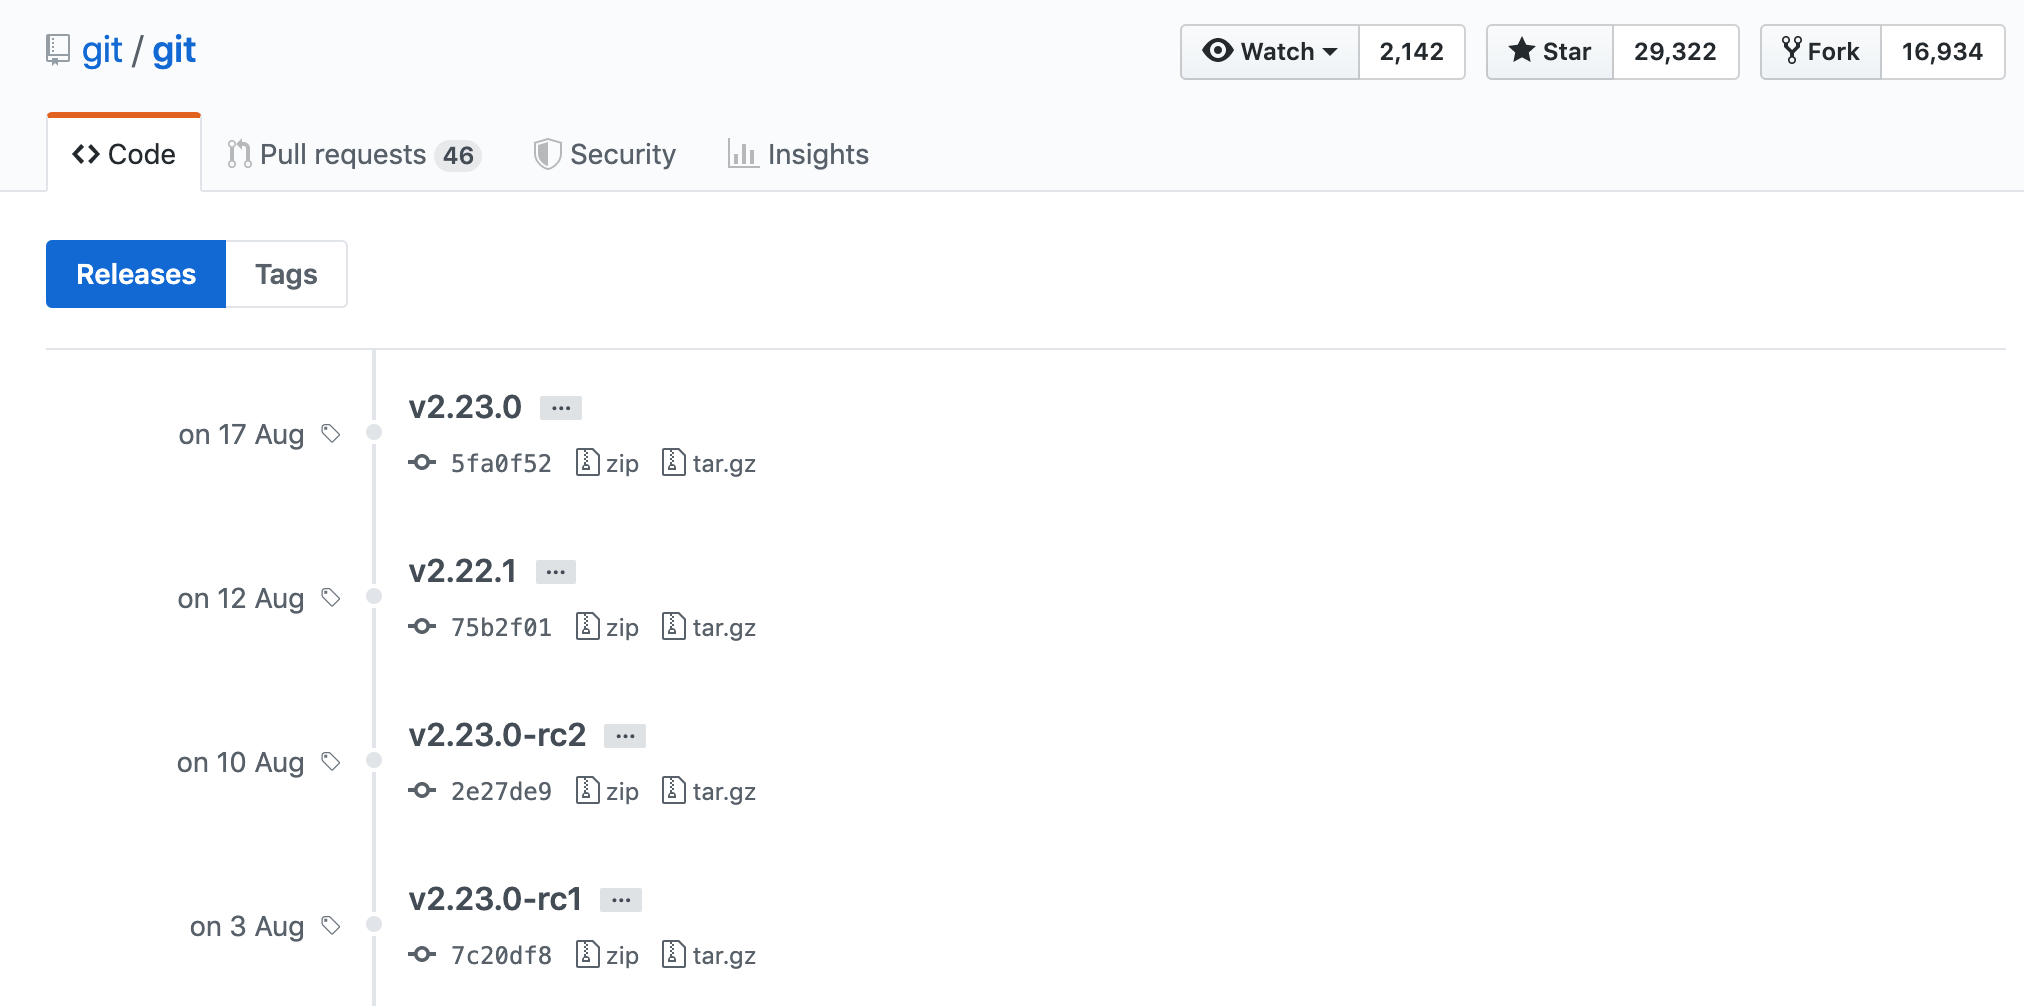 git / git
Watch 2,142 Star 29,322 Fork 16,934
Code Pull requests 46 Security Insights
Releases Tags
v2.23.0 ...
on 17 Aug
5fa0f52 zip tar.gz
v2.22.1 ...
on 12 Aug
75b2f01 zip tar.gz
v2.23.0-rc2 ...
on 10 Aug
2e27de9 zip tar.gz
v2.23.0-rc1 ...
on 3 Aug
7c20df8 zip tar.gz